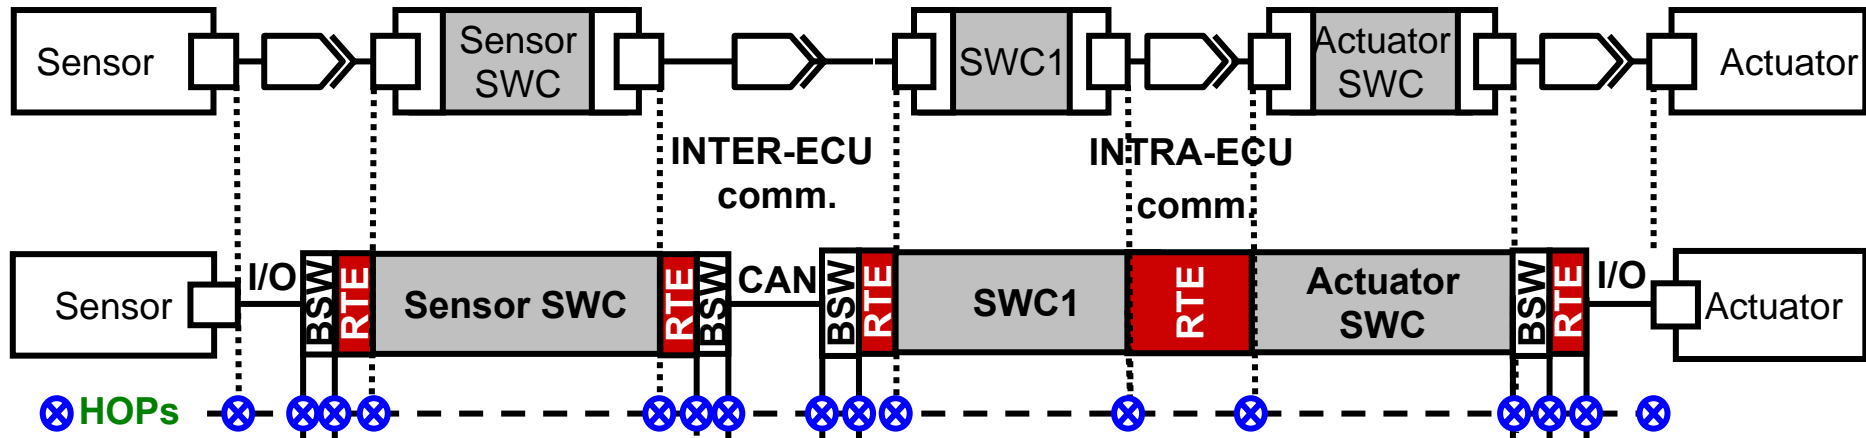 Sensor
Sensor
SWC
SWC1
Actuator
SWC
Actuator
INTER-ECU
comm.
INTRA-ECU
comm.
Sensor
I/O
BSW
RTE
Sensor SWC
RTE
BSW
CAN
BSW
RTE
SWC1
RTE
Actuator
SWC
BSW
RTE
I/O
Actuator
HOPs